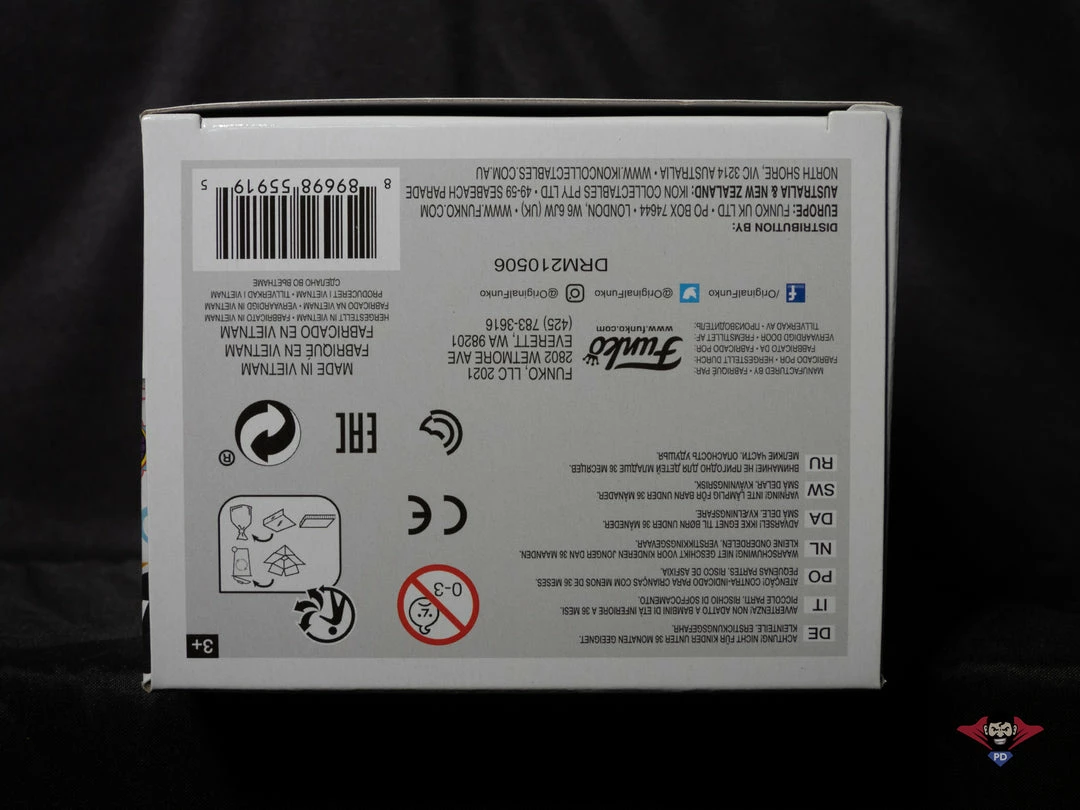 3+
DE
ACHTUNG! NICHT FÜR KINDER UNTER 36 MONATEN GEEIGNET.
KLEINTEILE. ERSTICKUNGSGEFAHR.
IT
AVVERTENZA: NON ADATTO A BAMBINI DI ETÀ INFERIORE A 36 MESI.
PICCOLE PARTI. RISCHIO DI SOFFOCAMENTO.
PO
ATENÇÃO! CONTRA-INDICADO PARA CRIANÇAS COM MENOS DE 36 MESES.
PEQUENAS PARTES. RISCO DE ASFIXIA.
NL
WAARSCHUWING! NIET GESCHIKT VOOR KINDEREN JONGER DAN 36 MAANDEN.
KLEINE ONDERDELEN. VERSTIKKINGSGEVAAR.
DA
ADVARSEL! IKKE EGNET TIL BØRN UNDER 36 MÅNEDER.
SMÅ DELE. KVÆLNINGSFARE.
SW
VARNING! INTE LÄMPLIG FÖR BARN UNDER 36 MÅNADER.
SMÅ DELAR. KVÄVNINGSRISK.
RU
ВНИМАНИЕ! НЕ ПРИГОДНО ДЛЯ ДЕТЕЙ МЛАДШЕ 36 МЕСЯЦЕВ.
МЕЛКИЕ ЧАСТИ. ОПАСНОСТЬ УДУШЬЯ.
0-3
CE
EAC
®
MANUFACTURED BY • FABRIQUÉ PAR:
FABRICADO POR • HERGESTELLT DURCH:
FABBRICATO DA • FABRICADO POR:
VERVAARDIGD DOOR • FREMSTILLET AF:
TILLVERKAD AV • ПРОИЗВОДИТЕЛЬ:
Funko
www.funko.com
FUNKO, LLC 2021
2802 WETMORE AVE
EVERETT, WA 98201
(425) 783-3616
MADE IN VIETNAM
FABRIQUÉ EN VIETNAM
FABRICADO EN VIETNAM
HERGESTELLT IN VIETNAM • FABBRICATO IN VIETNAM
FABRICADO NA VIETNAM • VERVAARDIGD IN VIETNAM
PRODUCERET I VIETNAM • TILLVERKAD I VIETNAM
СДЕЛАНО ВО ВЬЕТНАМЕ
/OriginalFunko
@OriginalFunko
@OriginalFunko
DRM210506
DISTRIBUTION BY:
EUROPE: FUNKO UK LTD • PO BOX 74644 • LONDON, W6 6JW (UK) • WWW.FUNKO.COM
AUSTRALIA & NEW ZEALAND: IKON COLLECTABLES PTY LTD • 49-59 SEABEACH PARADE
NORTH SHORE, VIC 3214 AUSTRALIA • WWW.IKONCOLLECTABLES.COM.AU
8 89698 55919 5
PD